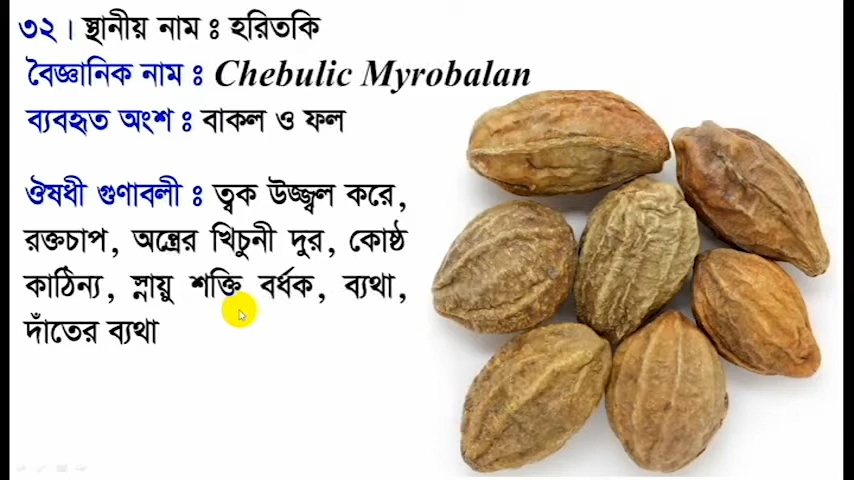 ৩২। স্থানীয় নাম ঃ হরিতকি
বৈজ্ঞানিক নাম ঃ Chebulic Myrobalan
ব্যবহৃত অংশ ঃ বাকল ও ফল
ঔষধী গুণাবলী ঃ ত্বক উজ্জ্বল করে,
রক্তচাপ, অন্ত্রের খিচুনী দুর, কোষ্ঠ
কাঠিন্য, স্নায়ু শক্তি বর্ধক, ব্যথা,
দাঁতের ব্যথা